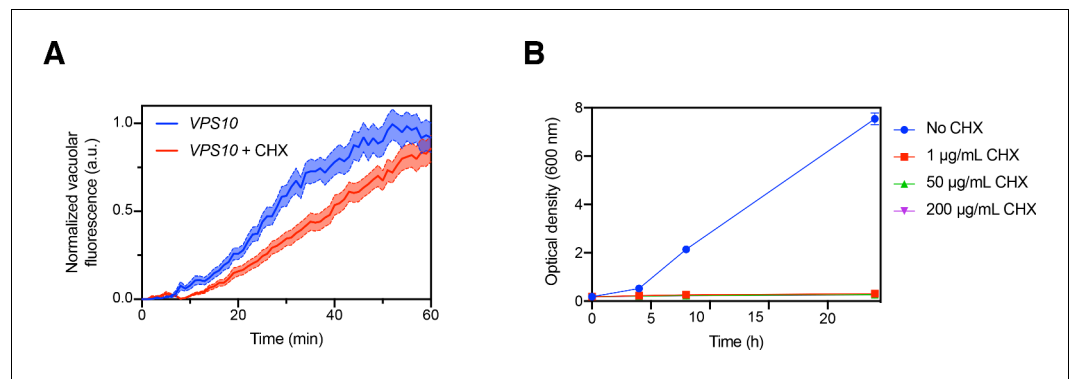 A
B
Normalized vacuolar
fluorescence (a.u.)
1.0
0.5
0.0
VPS10
VPS10 + CHX
0 20 40 60
Time (min)
Optical density (600 nm)
8
6
4
2
0
0 5 10 15 20
Time (h)
No CHX
1 μg/mL CHX
50 μg/mL CHX
200 μg/mL CHX